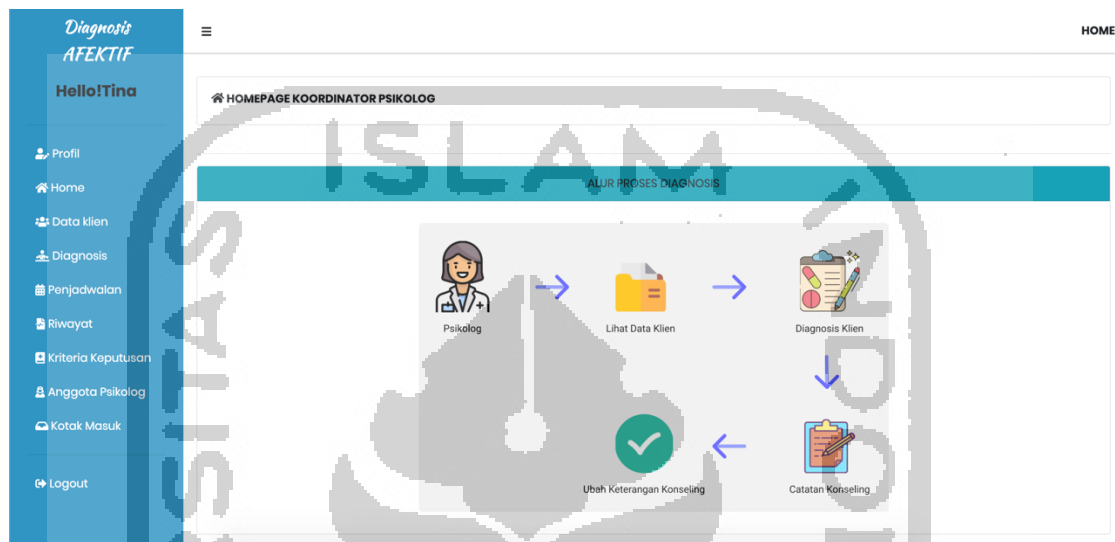 Diagnosis
AFEKTIF
Hello!Tina
Profil
Home
Data klien
Diagnosis
Penjadwalan
Riwayat
Kriteria Keputusan
Anggota Psikolog
Kotak Masuk
Logout
HOME
HOMEPAGE KOORDINATOR PSIKOLOG
ALUR PROSES DIAGNOSIS
Psikolog
Lihat Data Klien
Diagnosis Klien
Ubah Keterangan Konseling
Catatan Konseling
ISLAM